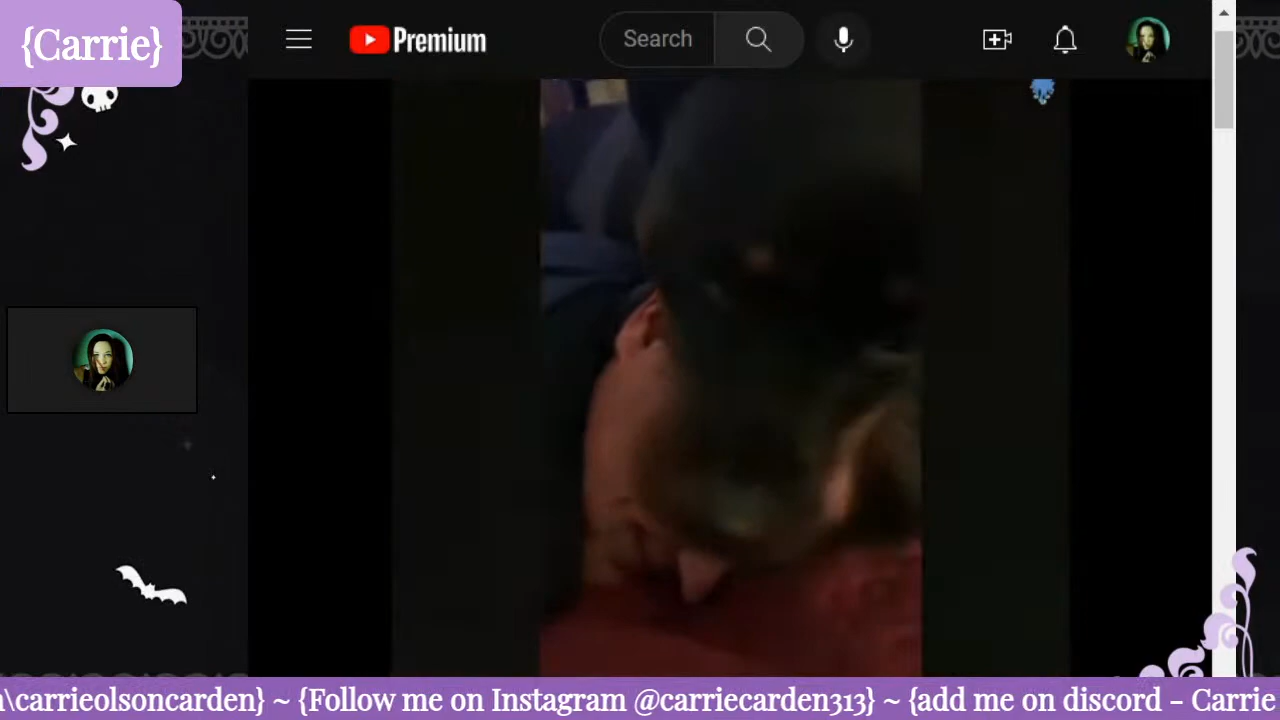 {Carrie}
Premium
Search
\carrieolsoncarden} ~ {Follow me on Instagram @carriecarden313} ~ {add me on discord - Carrie